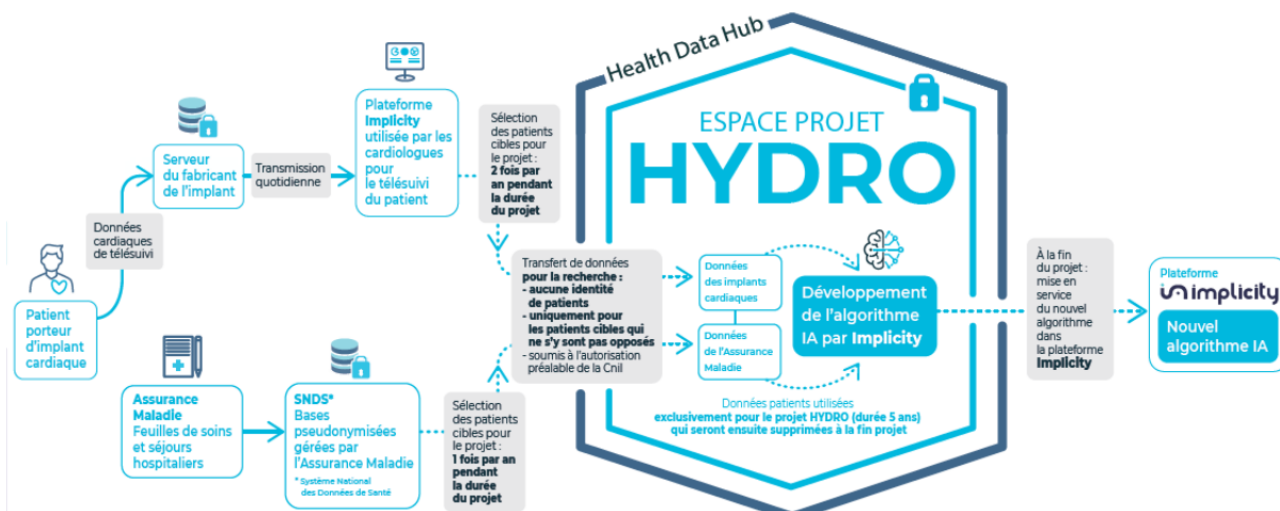 Health Data Hub
ESPACE PROJET
HYDRO
Patient
porteur
d'implant
cardiaque
Données
cardiaques
de télésuivi
Serveur
du fabricant
de l'implant
Transmission
quotidienne
Plateforme
Implicity
utilisée par les
cardiologues
pour
le télésuivi
du patient
Sélection
des patients
cibles pour
le projet :
2 fois par
an pendant
la durée
du projet
Assurance
Maladie
Feuilles de soins
et séjours
hospitaliers
SNDS*
Bases
pseudonymisées
gérées par
l'Assurance Maladie
* Système National
des Données de Santé
Sélection
des patients
cibles pour
le projet :
1 fois par an
pendant
la durée
du projet
Transfert de données
pour la recherche :
- aucune identité
de patients
- uniquement pour
les patients cibles qui
ne s'y sont pas opposés
- soumis à l'autorisation
préalable de la Cnil
Données
des implants
cardiaques
Données
de l'Assurance
Maladie
Développement
de l'algorithme
IA par Implicity
Données patients utilisées
exclusivement pour le projet HYDRO (durée 5 ans)
qui seront ensuite supprimées à la fin projet
À la fin
du projet :
mise en
service
du nouvel
algorithme
dans
la plateforme
Implicity
Plateforme
implicity
Nouvel
algorithme IA